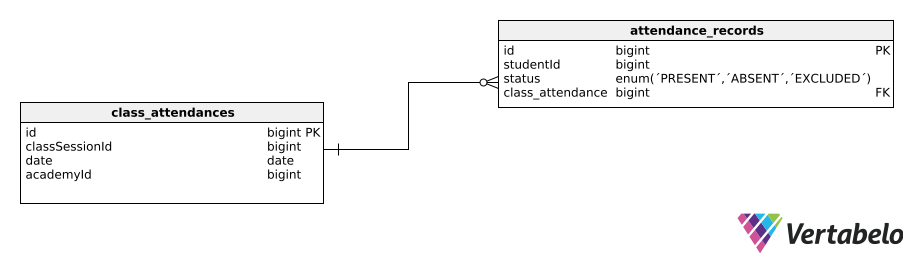 attendance_records
id bigint PK
studentId bigint
status enum(´PRESENT´,´ABSENT´,´EXCLUDED´)
class_attendance bigint FK
class_attendances
id bigint PK
classSessionId bigint
date date
academyId bigint
Vertabelo